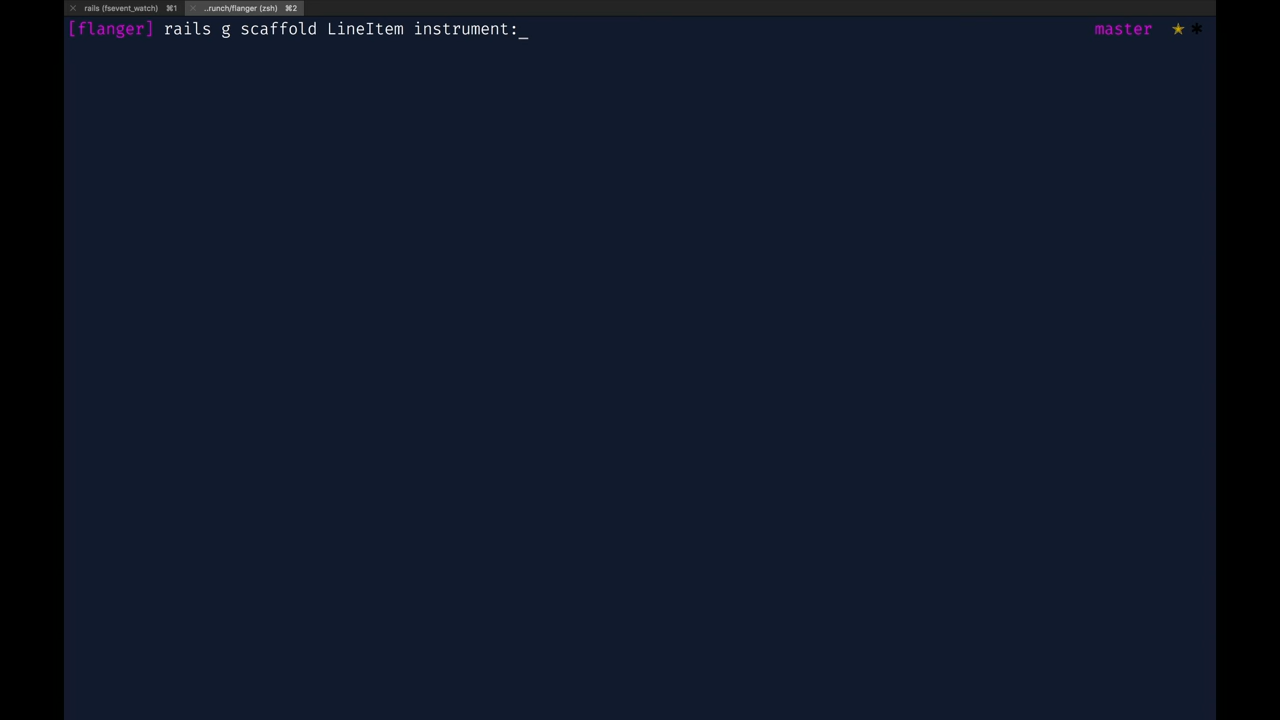 rails (fsevent_watch) ⌘1 ..runch/flanger (zsh) ⌘2
[flanger] rails g scaffold LineItem instrument:_ master ★ *